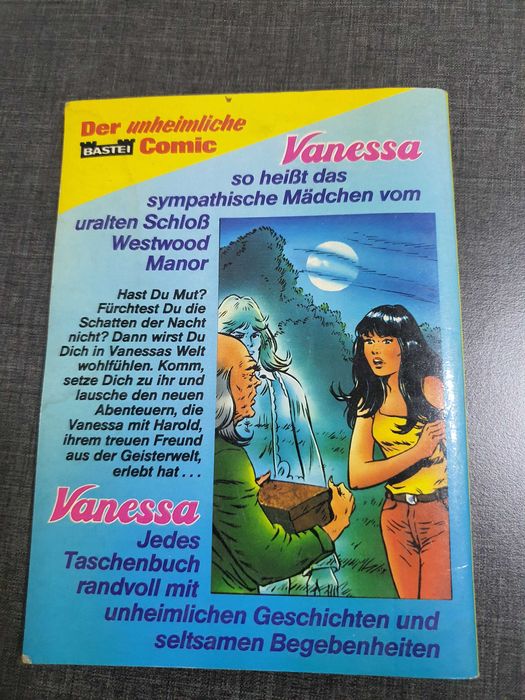 Der unheimliche
BASTEI Comic
Vanessa
so heißt das
sympathische Mädchen vom
uralten Schloß
Westwood
Manor
Hast Du Mut?
Fürchtest Du die
Schatten der Nacht
nicht? Dann wirst Du
Dich in Vanessas Welt
wohlfühlen. Komm,
setze Dich zu ihr und
lausche den neuen
Abenteuern, die
Vanessa mit Harold,
ihrem treuen Freund
aus der Geisterwelt,
erlebt hat . . .
Vanessa
Jedes
Taschenbuch
randvoll mit
unheimlichen Geschichten und
seltsamen Begebenheiten